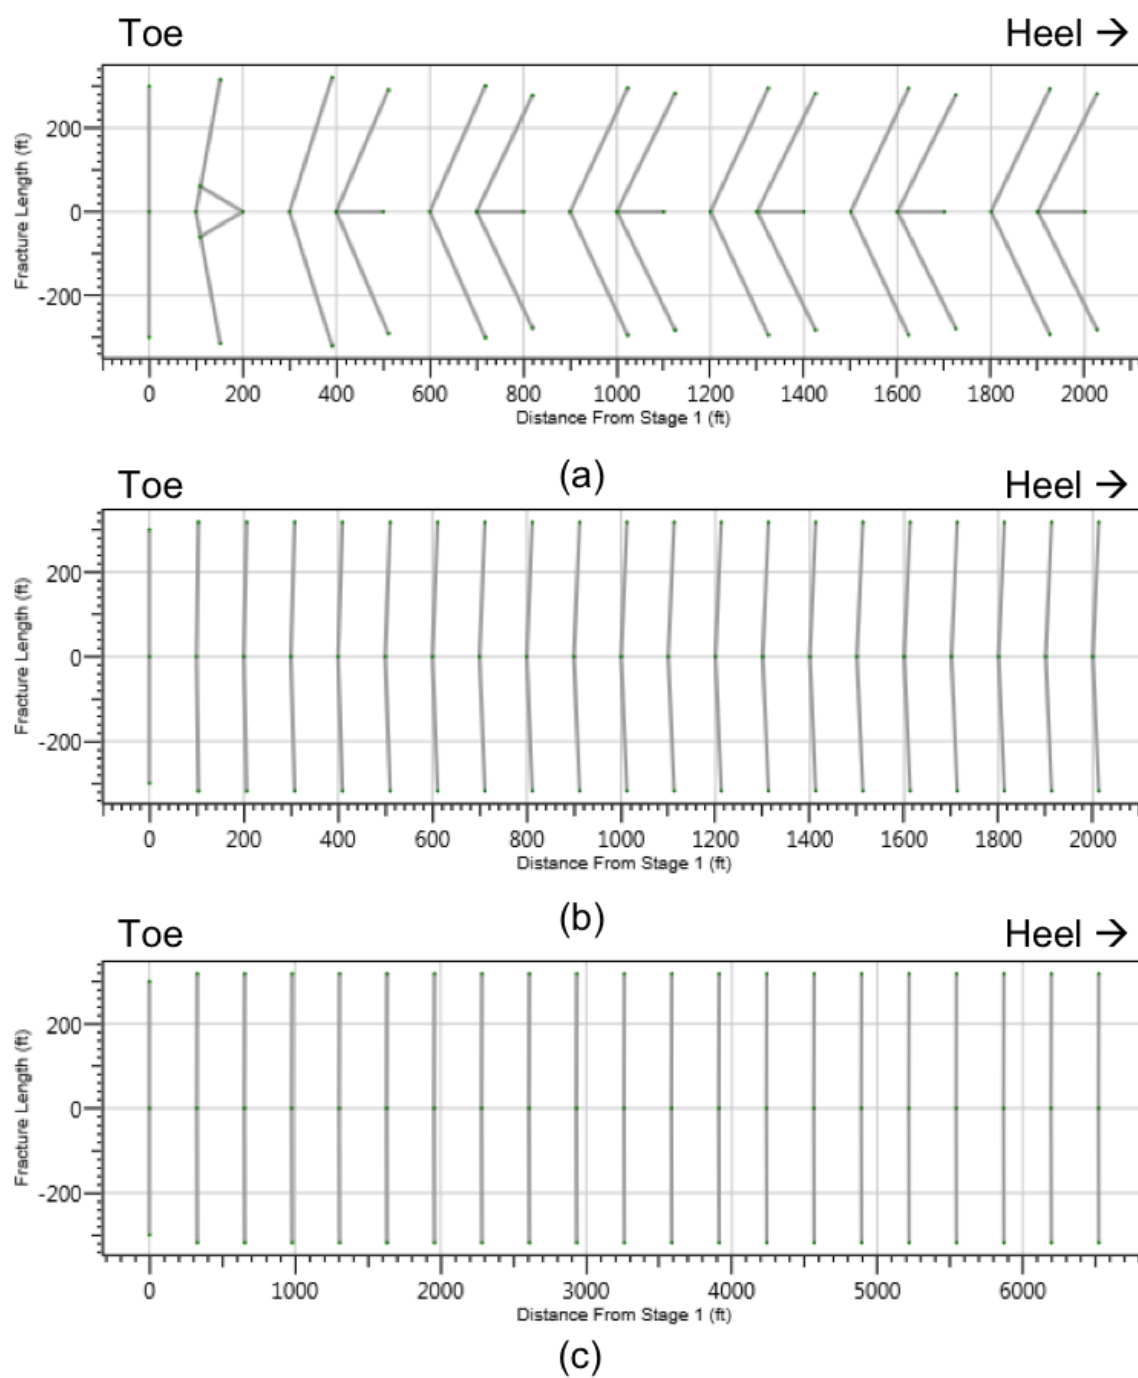 Toe Heel →
Fracture Length (ft)
200
0
-200
0 200 400 600 800 1000 1200 1400 1600 1800 2000
Distance From Stage 1 (ft)
(a)
Toe Heel →
Fracture Length (ft)
200
0
-200
0 200 400 600 800 1000 1200 1400 1600 1800 2000
Distance From Stage 1 (ft)
(b)
Toe Heel →
Fracture Length (ft)
200
0
-200
0 1000 2000 3000 4000 5000 6000
Distance From Stage 1 (ft)
(c)